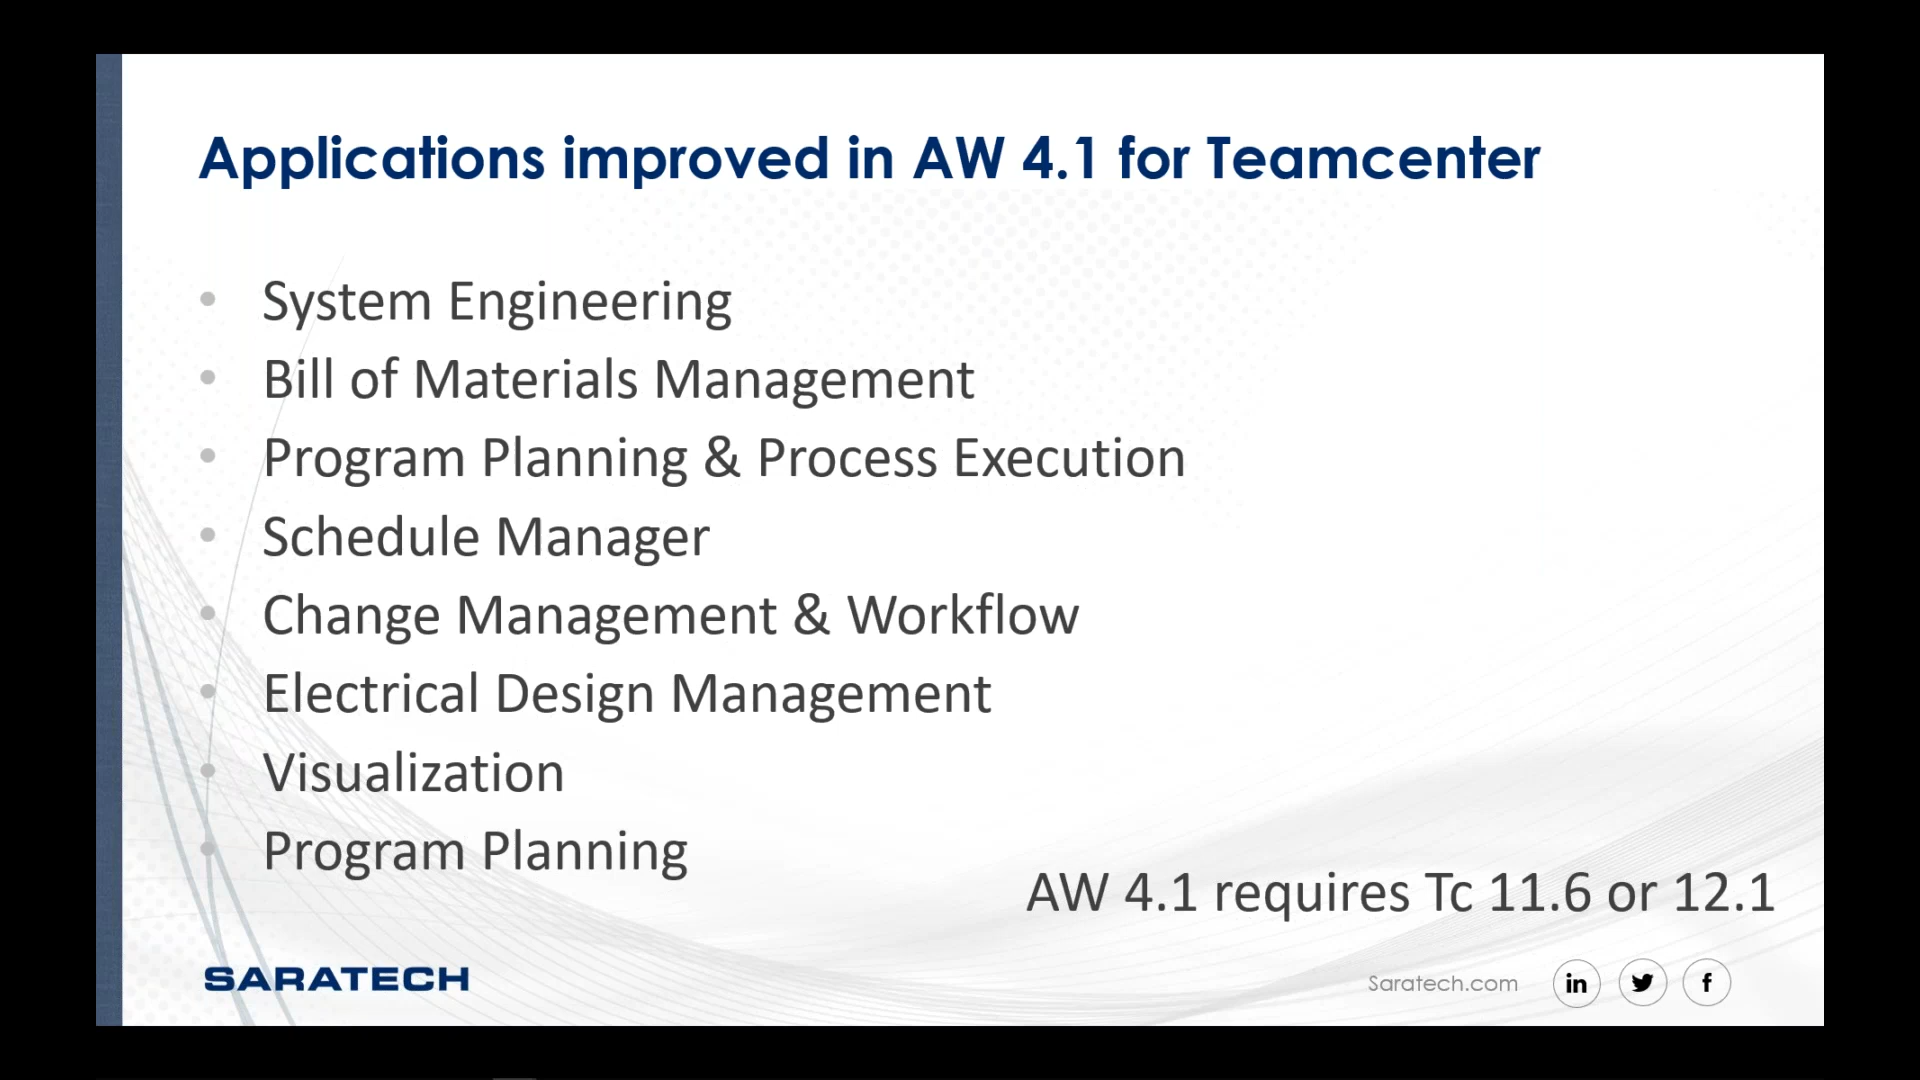 Applications improved in AW 4.1 for Teamcenter
• System Engineering
• Bill of Materials Management
• Program Planning & Process Execution
• Schedule Manager
• Change Management & Workflow
• Electrical Design Management
• Visualization
• Program Planning
AW 4.1 requires Tc 11.6 or 12.1
SARATECH
Saratech.com in f